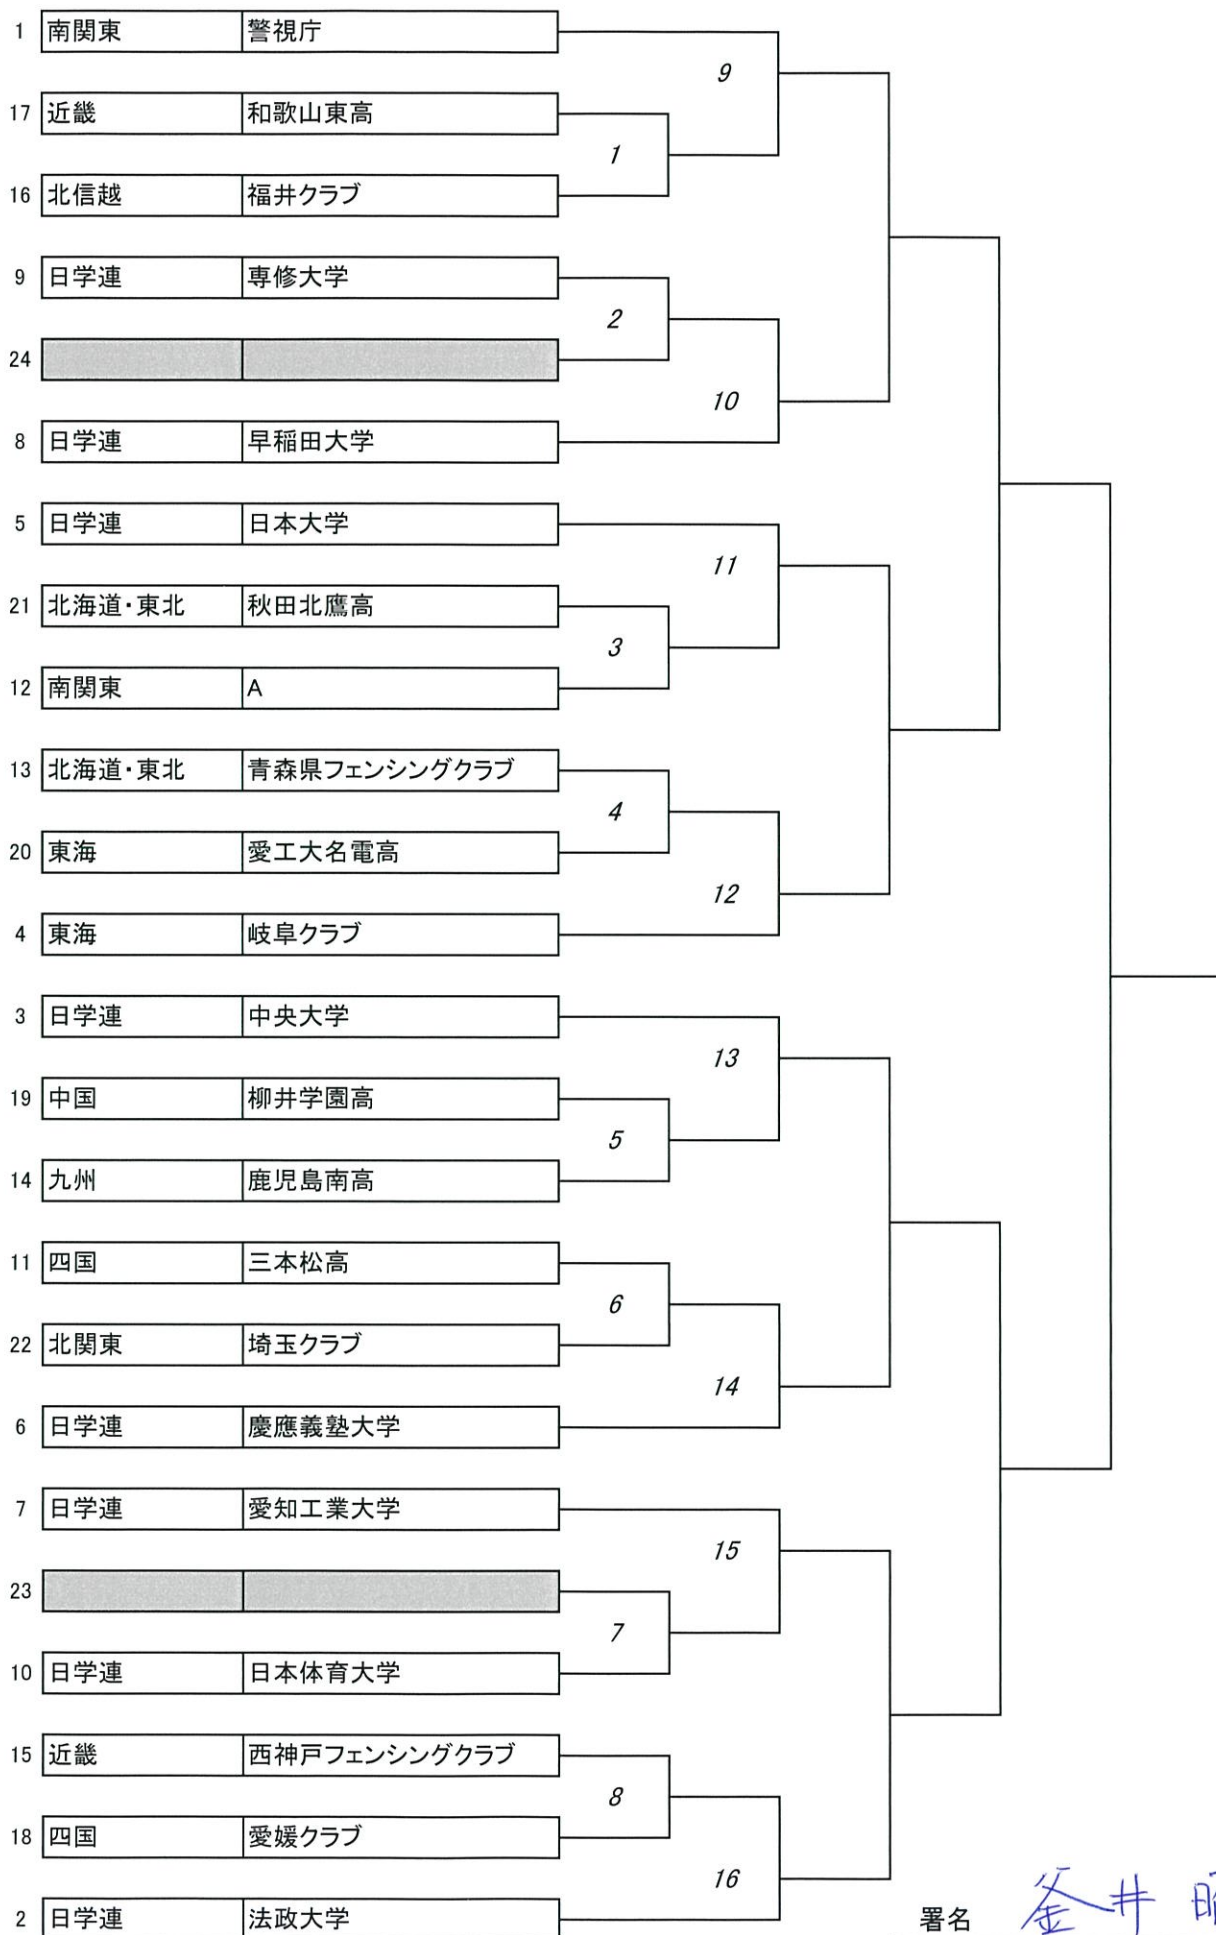 1 南関東 警視庁
9
17 近畿 和歌山東高
1
16 北信越 福井クラブ
9 日学連 専修大学
2
24
10
8 日学連 早稲田大学
5 日学連 日本大学
11
21 北海道・東北 秋田北鷹高
3
12 南関東 A
13 北海道・東北 青森県フェンシングクラブ
4
20 東海 愛工大名電高
12
4 東海 岐阜クラブ
3 日学連 中央大学
13
19 中国 柳井学園高
5
14 九州 鹿児島南高
11 四国 三本松高
6
22 北関東 埼玉クラブ
14
6 日学連 慶應義塾大学
7 日学連 愛知工業大学
15
23
7
10 日学連 日本体育大学
15 近畿 西神戸フェンシングクラブ
8
18 四国 愛媛クラブ
16
2 日学連 法政大学
署名 釜井